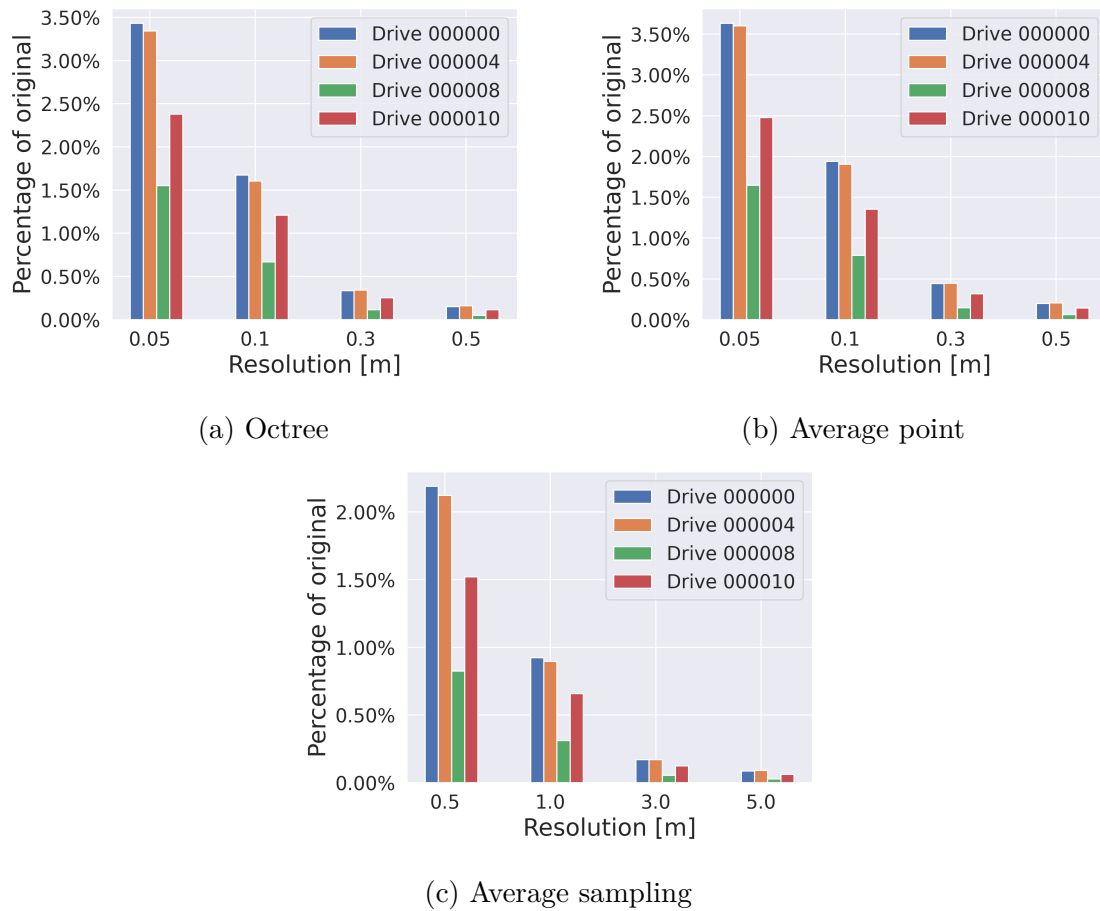 3.50%
3.00%
2.50%
2.00%
1.50%
1.00%
0.50%
0.00%
Percentage of original
Drive 000000
Drive 000004
Drive 000008
Drive 000010
0.05 0.1 0.3 0.5
Resolution [m]
(a) Octree
3.50%
3.00%
2.50%
2.00%
1.50%
1.00%
0.50%
0.00%
Percentage of original
Drive 000000
Drive 000004
Drive 000008
Drive 000010
0.05 0.1 0.3 0.5
Resolution [m]
(b) Average point
2.00%
1.50%
1.00%
0.50%
0.00%
Percentage of original
Drive 000000
Drive 000004
Drive 000008
Drive 000010
0.5 1.0 3.0 5.0
Resolution [m]
(c) Average sampling